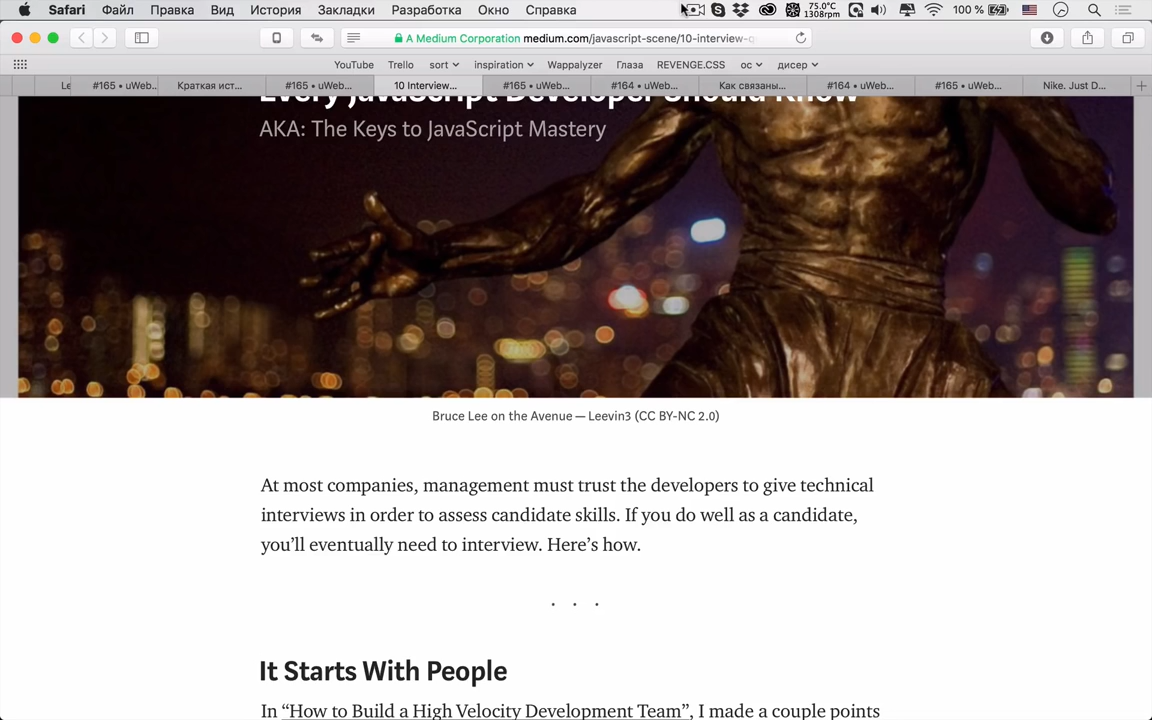 Safari Файл Правка Вид История Закладки Разработка Окно Справка 75.0°C 1308rpm 100 %
A Medium Corporation medium.com/javascript-scene/10-interview-q
YouTube Trello sort inspiration Wappalyzer Глаза REVENGE.CSS ос дисер
Le #165 • uWeb... Краткая ист... #165 • uWeb... 10 Interview... #165 • uWeb... #164 • uWeb... Как связаны... #164 • uWeb... #165 • uWeb... Nike. Just D...
Every JavaScript Developer Should Know
AKA: The Keys to JavaScript Mastery
Bruce Lee on the Avenue — Leevin3 (CC BY-NC 2.0)
At most companies, management must trust the developers to give technical
interviews in order to assess candidate skills. If you do well as a candidate,
you’ll eventually need to interview. Here’s how.
It Starts With People
In “How to Build a High Velocity Development Team”, I made a couple points